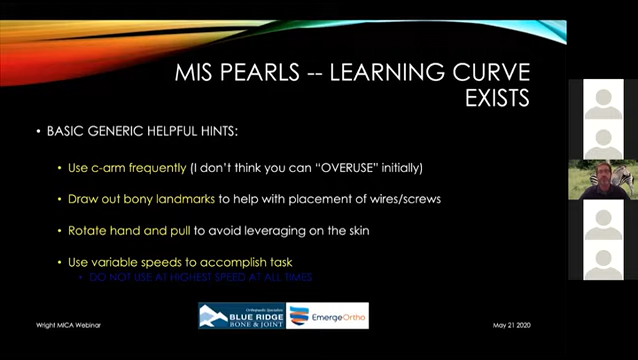 MIS PEARLS -- LEARNING CURVE
EXISTS
• BASIC GENERIC HELPFUL HINTS:
• Use c-arm frequently (I don't think you can "OVERUSE" initially)
• Draw out bony landmarks to help with placement of wires/screws
• Rotate hand and pull to avoid leveraging on the skin
• Use variable speeds to accomplish task
• DO NOT USE AT HIGHEST SPEED AT ALL TIMES
Orthopaedic Specialists
BLUE RIDGE
BONE & JOINT
EmergeOrtho
Wright MICA Webinar
May 21 2020